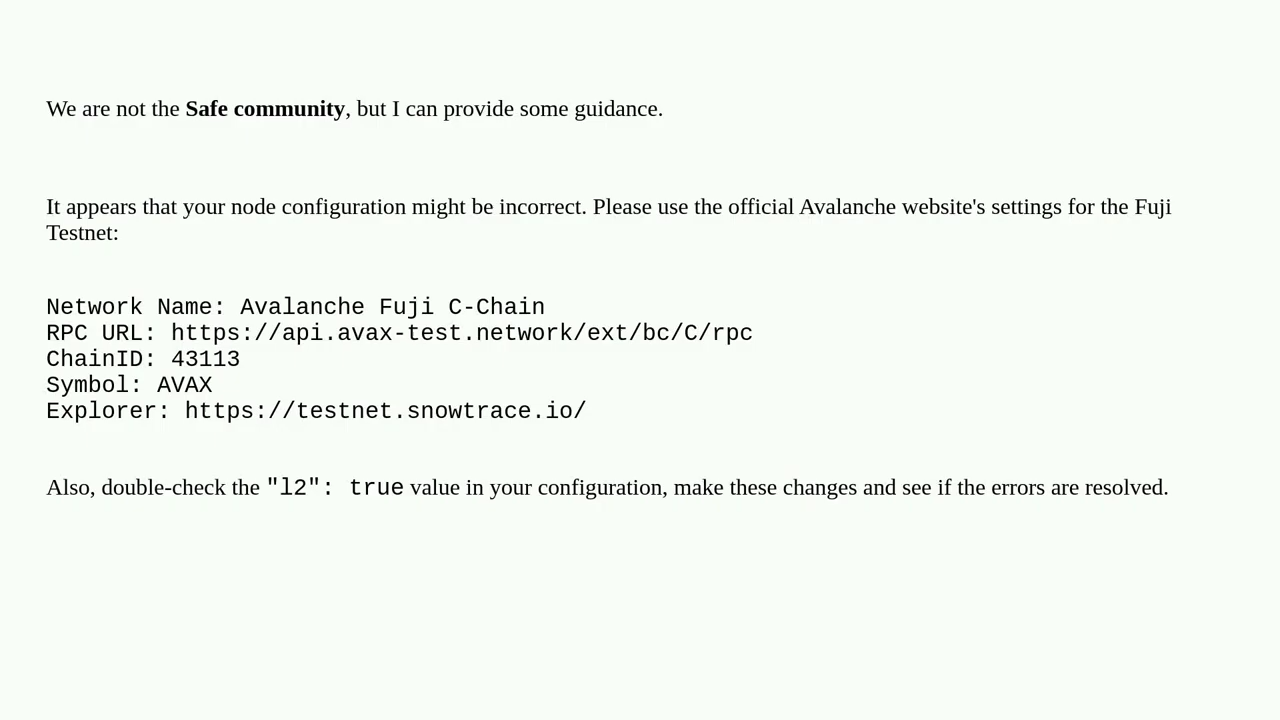 We are not the Safe community, but I can provide some guidance.
It appears that your node configuration might be incorrect. Please use the official Avalanche website's settings for the Fuji
Testnet:
Network Name: Avalanche Fuji C-Chain
RPC URL: https://api.avax-test.network/ext/bc/C/rpc
ChainID: 43113
Symbol: AVAX
Explorer: https://testnet.snowtrace.io/
Also, double-check the "l2": true value in your configuration, make these changes and see if the errors are resolved.